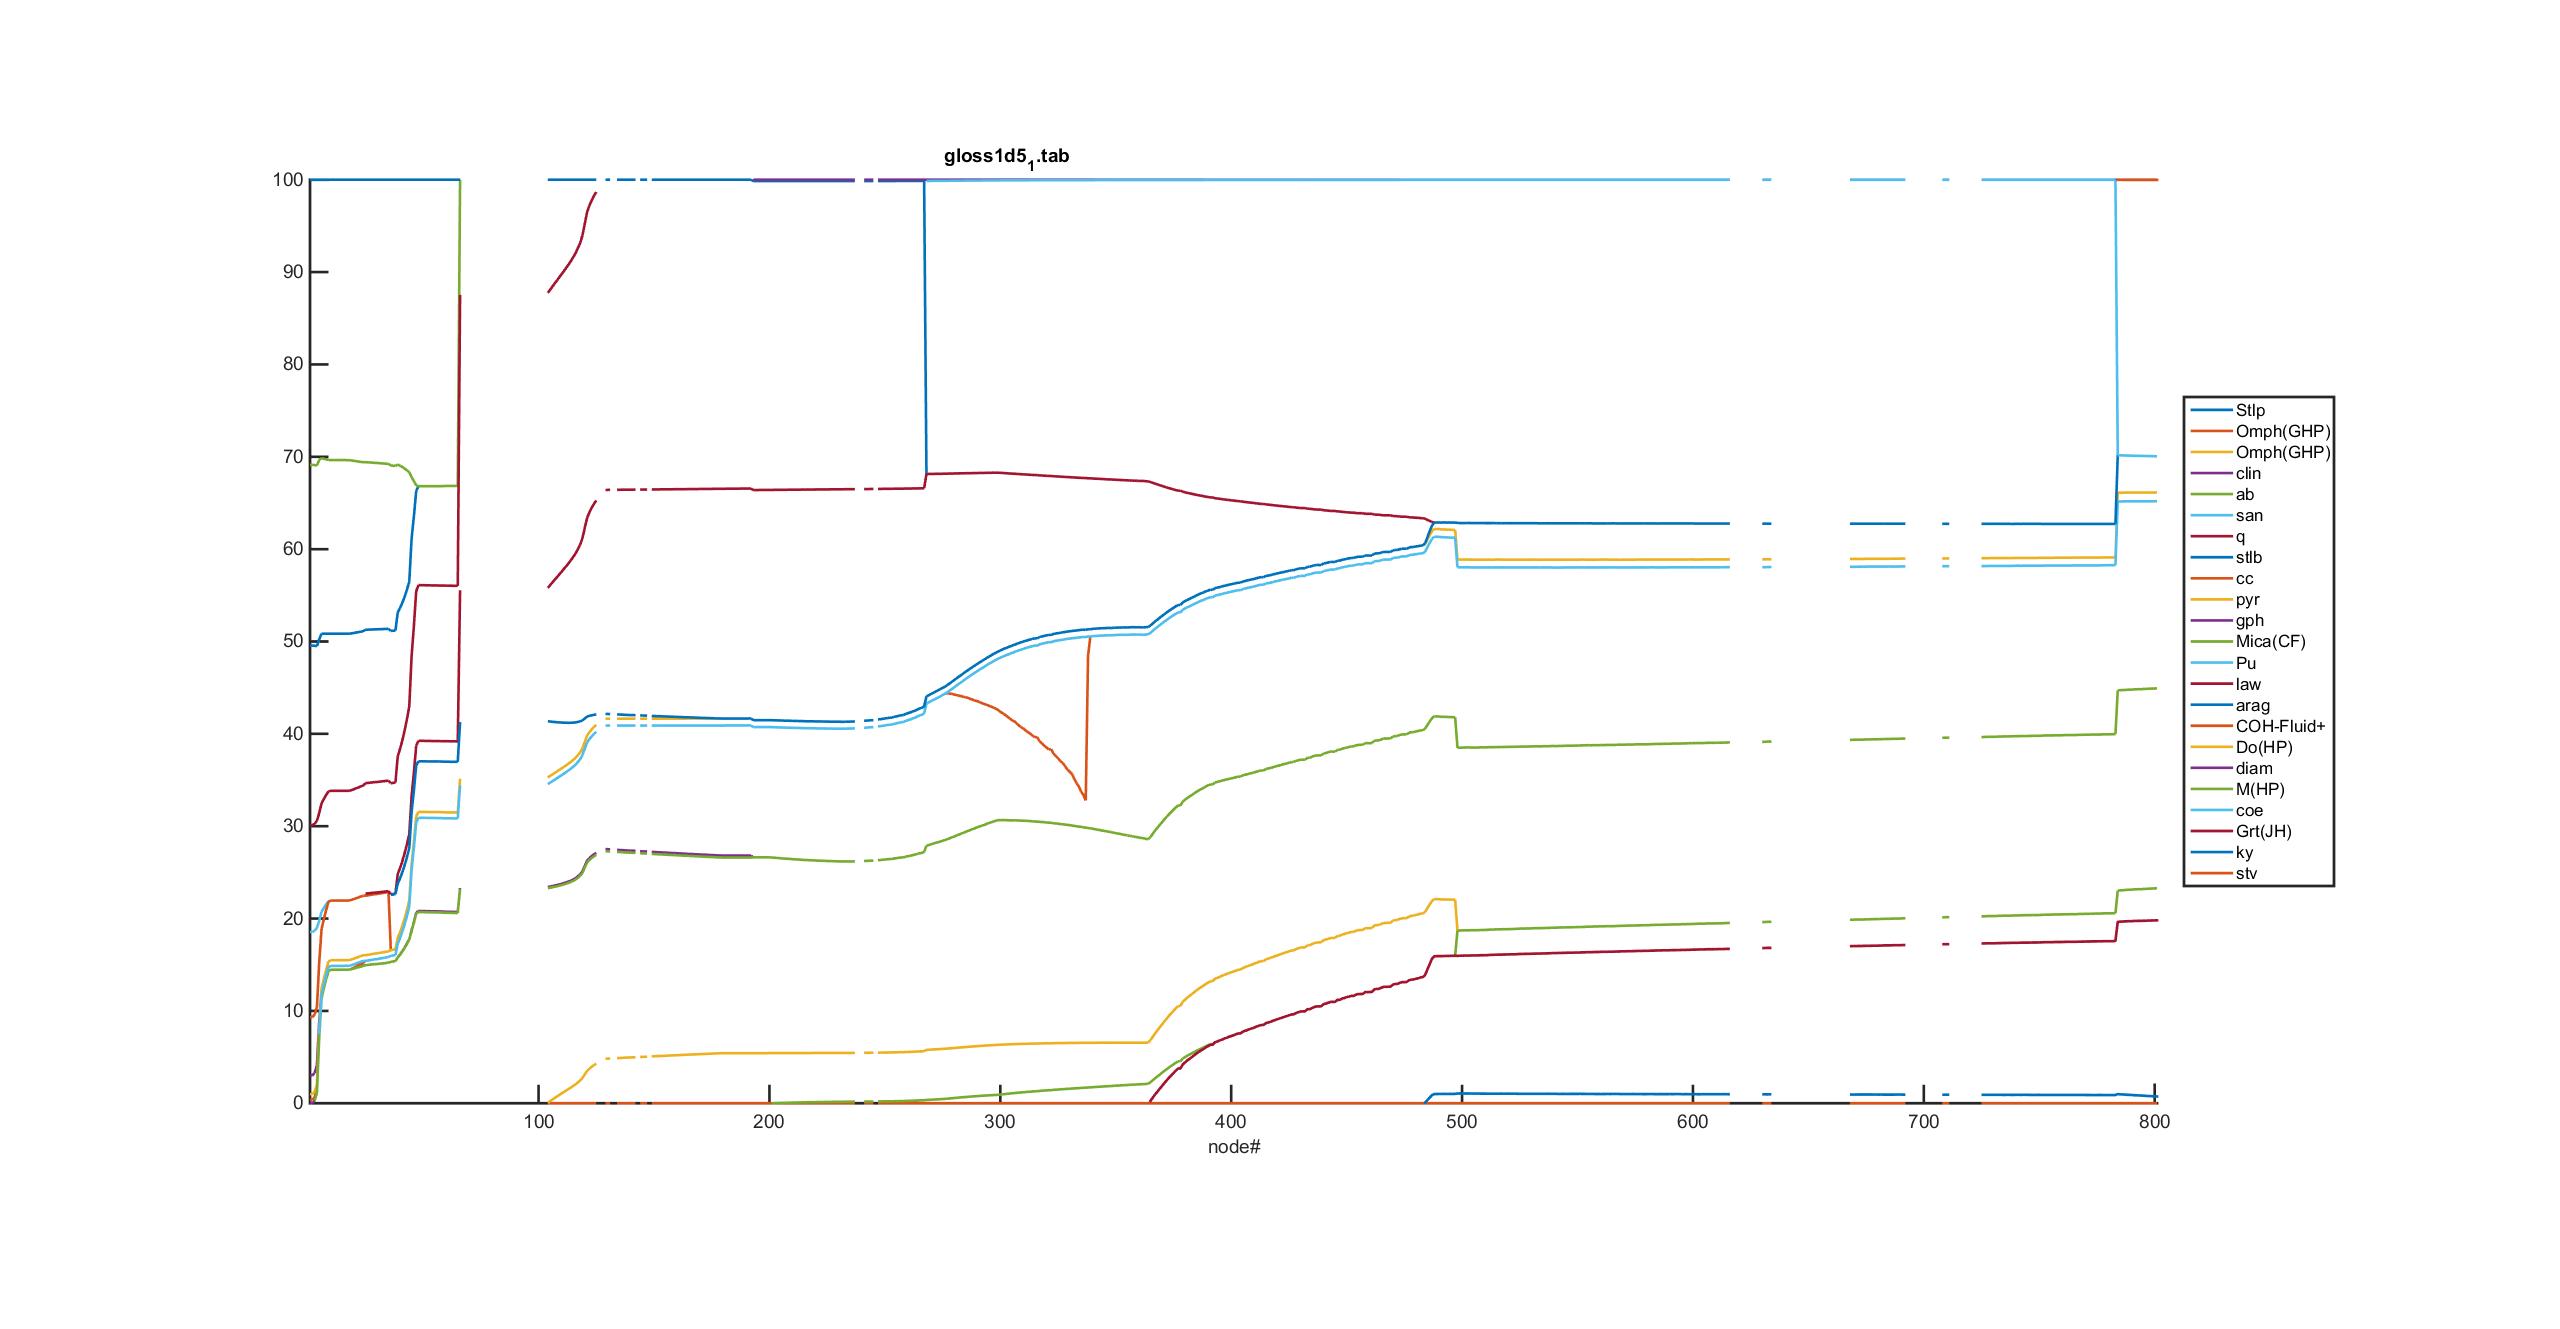 gloss1d5₁.tab
100
90
80
70
60
50
40
30
20
10
0
100 200 300 400 500 600 700 800
node#
Stlp
Omph(GHP)
Omph(GHP)
clin
ab
san
q
stlb
cc
pyr
gph
Mica(CF)
Pu
law
arag
COH-Fluid+
Do(HP)
diam
M(HP)
coe
Grt(JH)
ky
stv